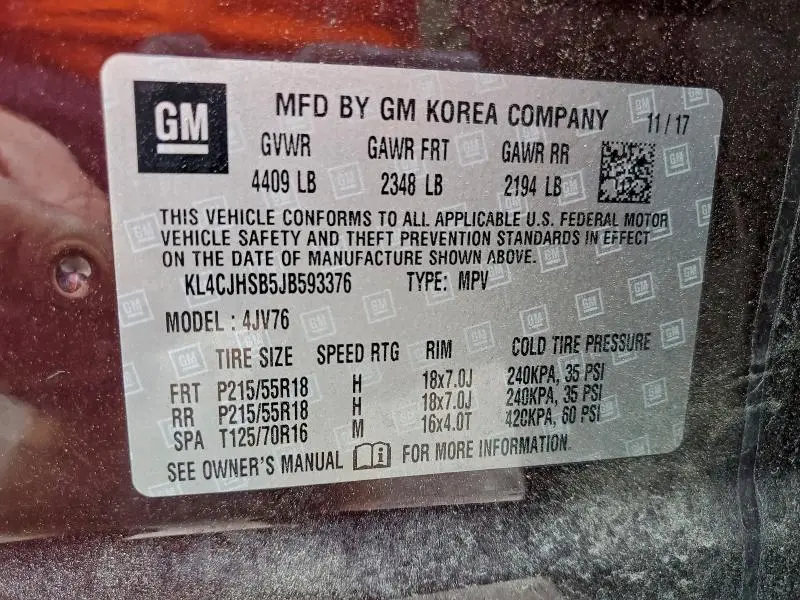 GM
MFD BY GM KOREA COMPANY 11 / 17
GVWR GAWR FRT GAWR RR
4409 LB 2348 LB 2194 LB
THIS VEHICLE CONFORMS TO ALL APPLICABLE U.S. FEDERAL MOTOR
VEHICLE SAFETY AND THEFT PREVENTION STANDARDS IN EFFECT
ON THE DATE OF MANUFACTURE SHOWN ABOVE.
KL4CJHSB5JB593376 TYPE: MPV
MODEL : 4JV76
TIRE SIZE SPEED RTG RIM COLD TIRE PRESSURE
FRT P215/55R18 H 18x7.0J 240KPA, 35 PSI
RR P215/55R18 H 18x7.0J 240KPA, 35 PSI
SPA T125/70R16 M 16x4.0T 420KPA, 60 PSI
SEE OWNER'S MANUAL i FOR MORE INFORMATION.